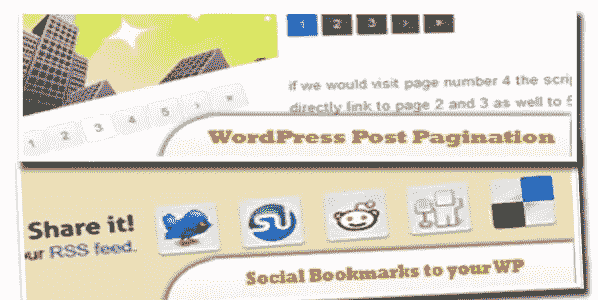 1 2 3 › »
if we would visit page number 4 the scrip
directly link to page 2 and 3 as well to 5
1 2 3 4 5 › »
WordPress Post Pagination
Share it!
ur RSS feed.
Social Bookmarks to your WP